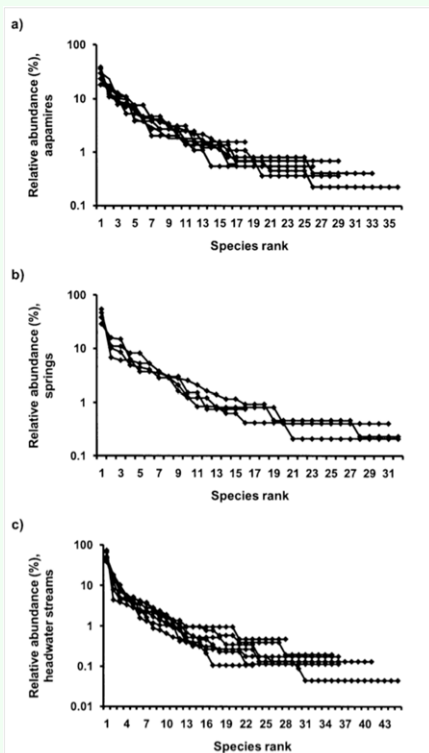 a)
Relative abundance (%),
aapamires
100
10
1
0.1
1 3 5 7 9 11 13 15 17 19 21 23 25 27 29 31 33 35
Species rank
b)
Relative abundance (%),
springs
100
10
1
0.1
1 3 5 7 9 11 13 15 17 19 21 23 25 27 29 31
Species rank
c)
Relative abundance (%),
headwater streams
100
10
1
0.1
0.01
1 4 7 10 13 16 19 22 25 28 31 34 37 40 43
Species rank